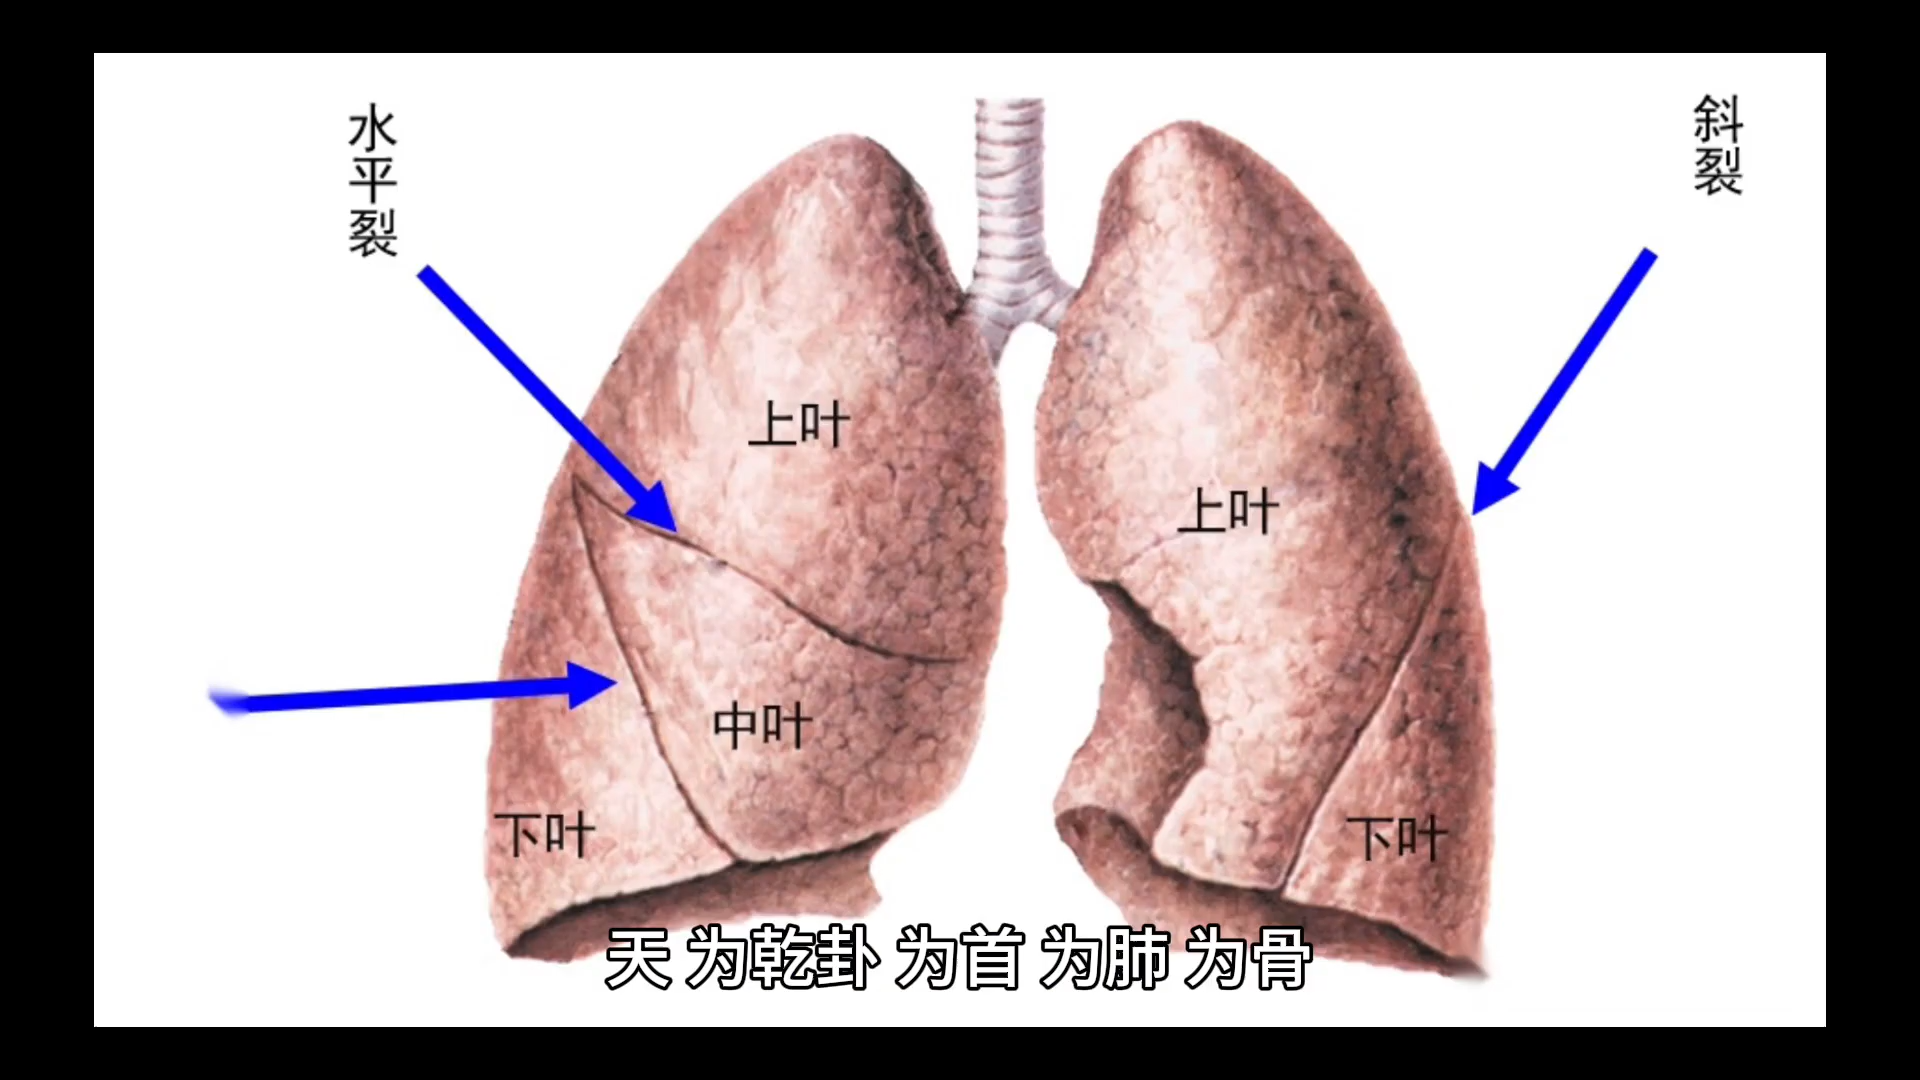 水平裂
斜裂
上叶
上叶
中叶
下叶
下叶
天 为乾卦 为首 为肺 为骨